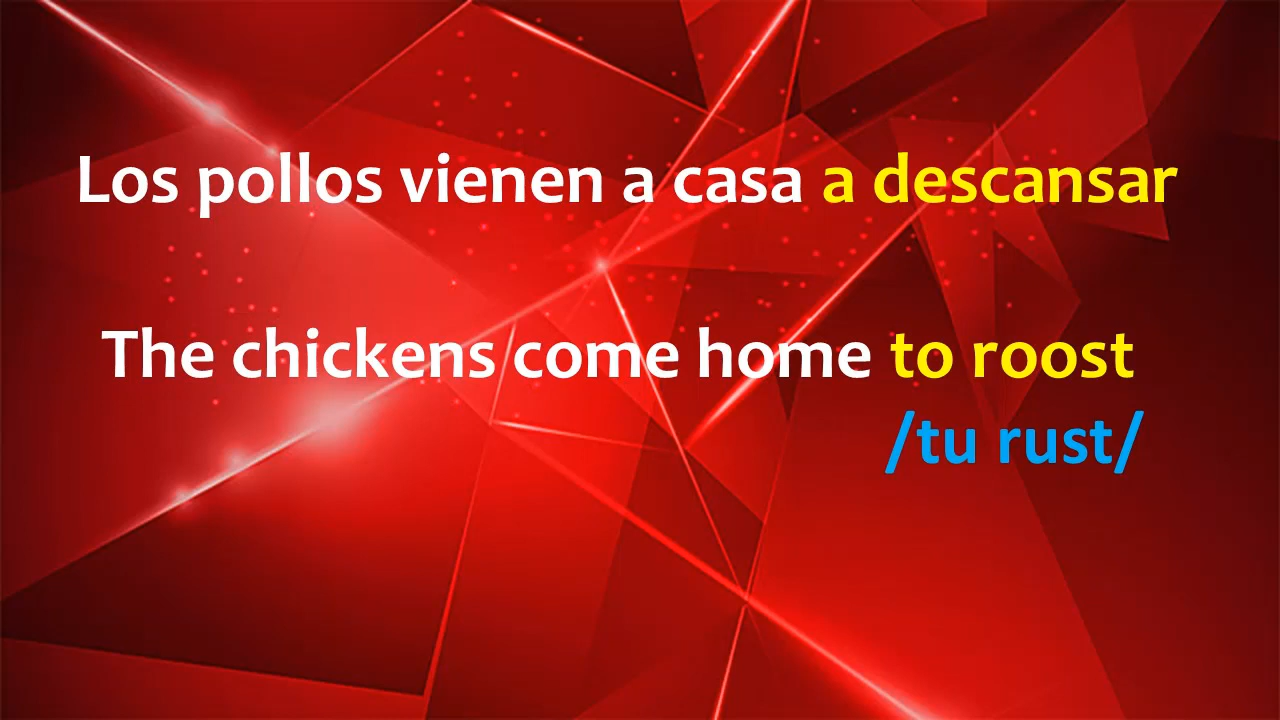 Los pollos vienen a casa a descansar
The chickens come home to roost
/tu rust/